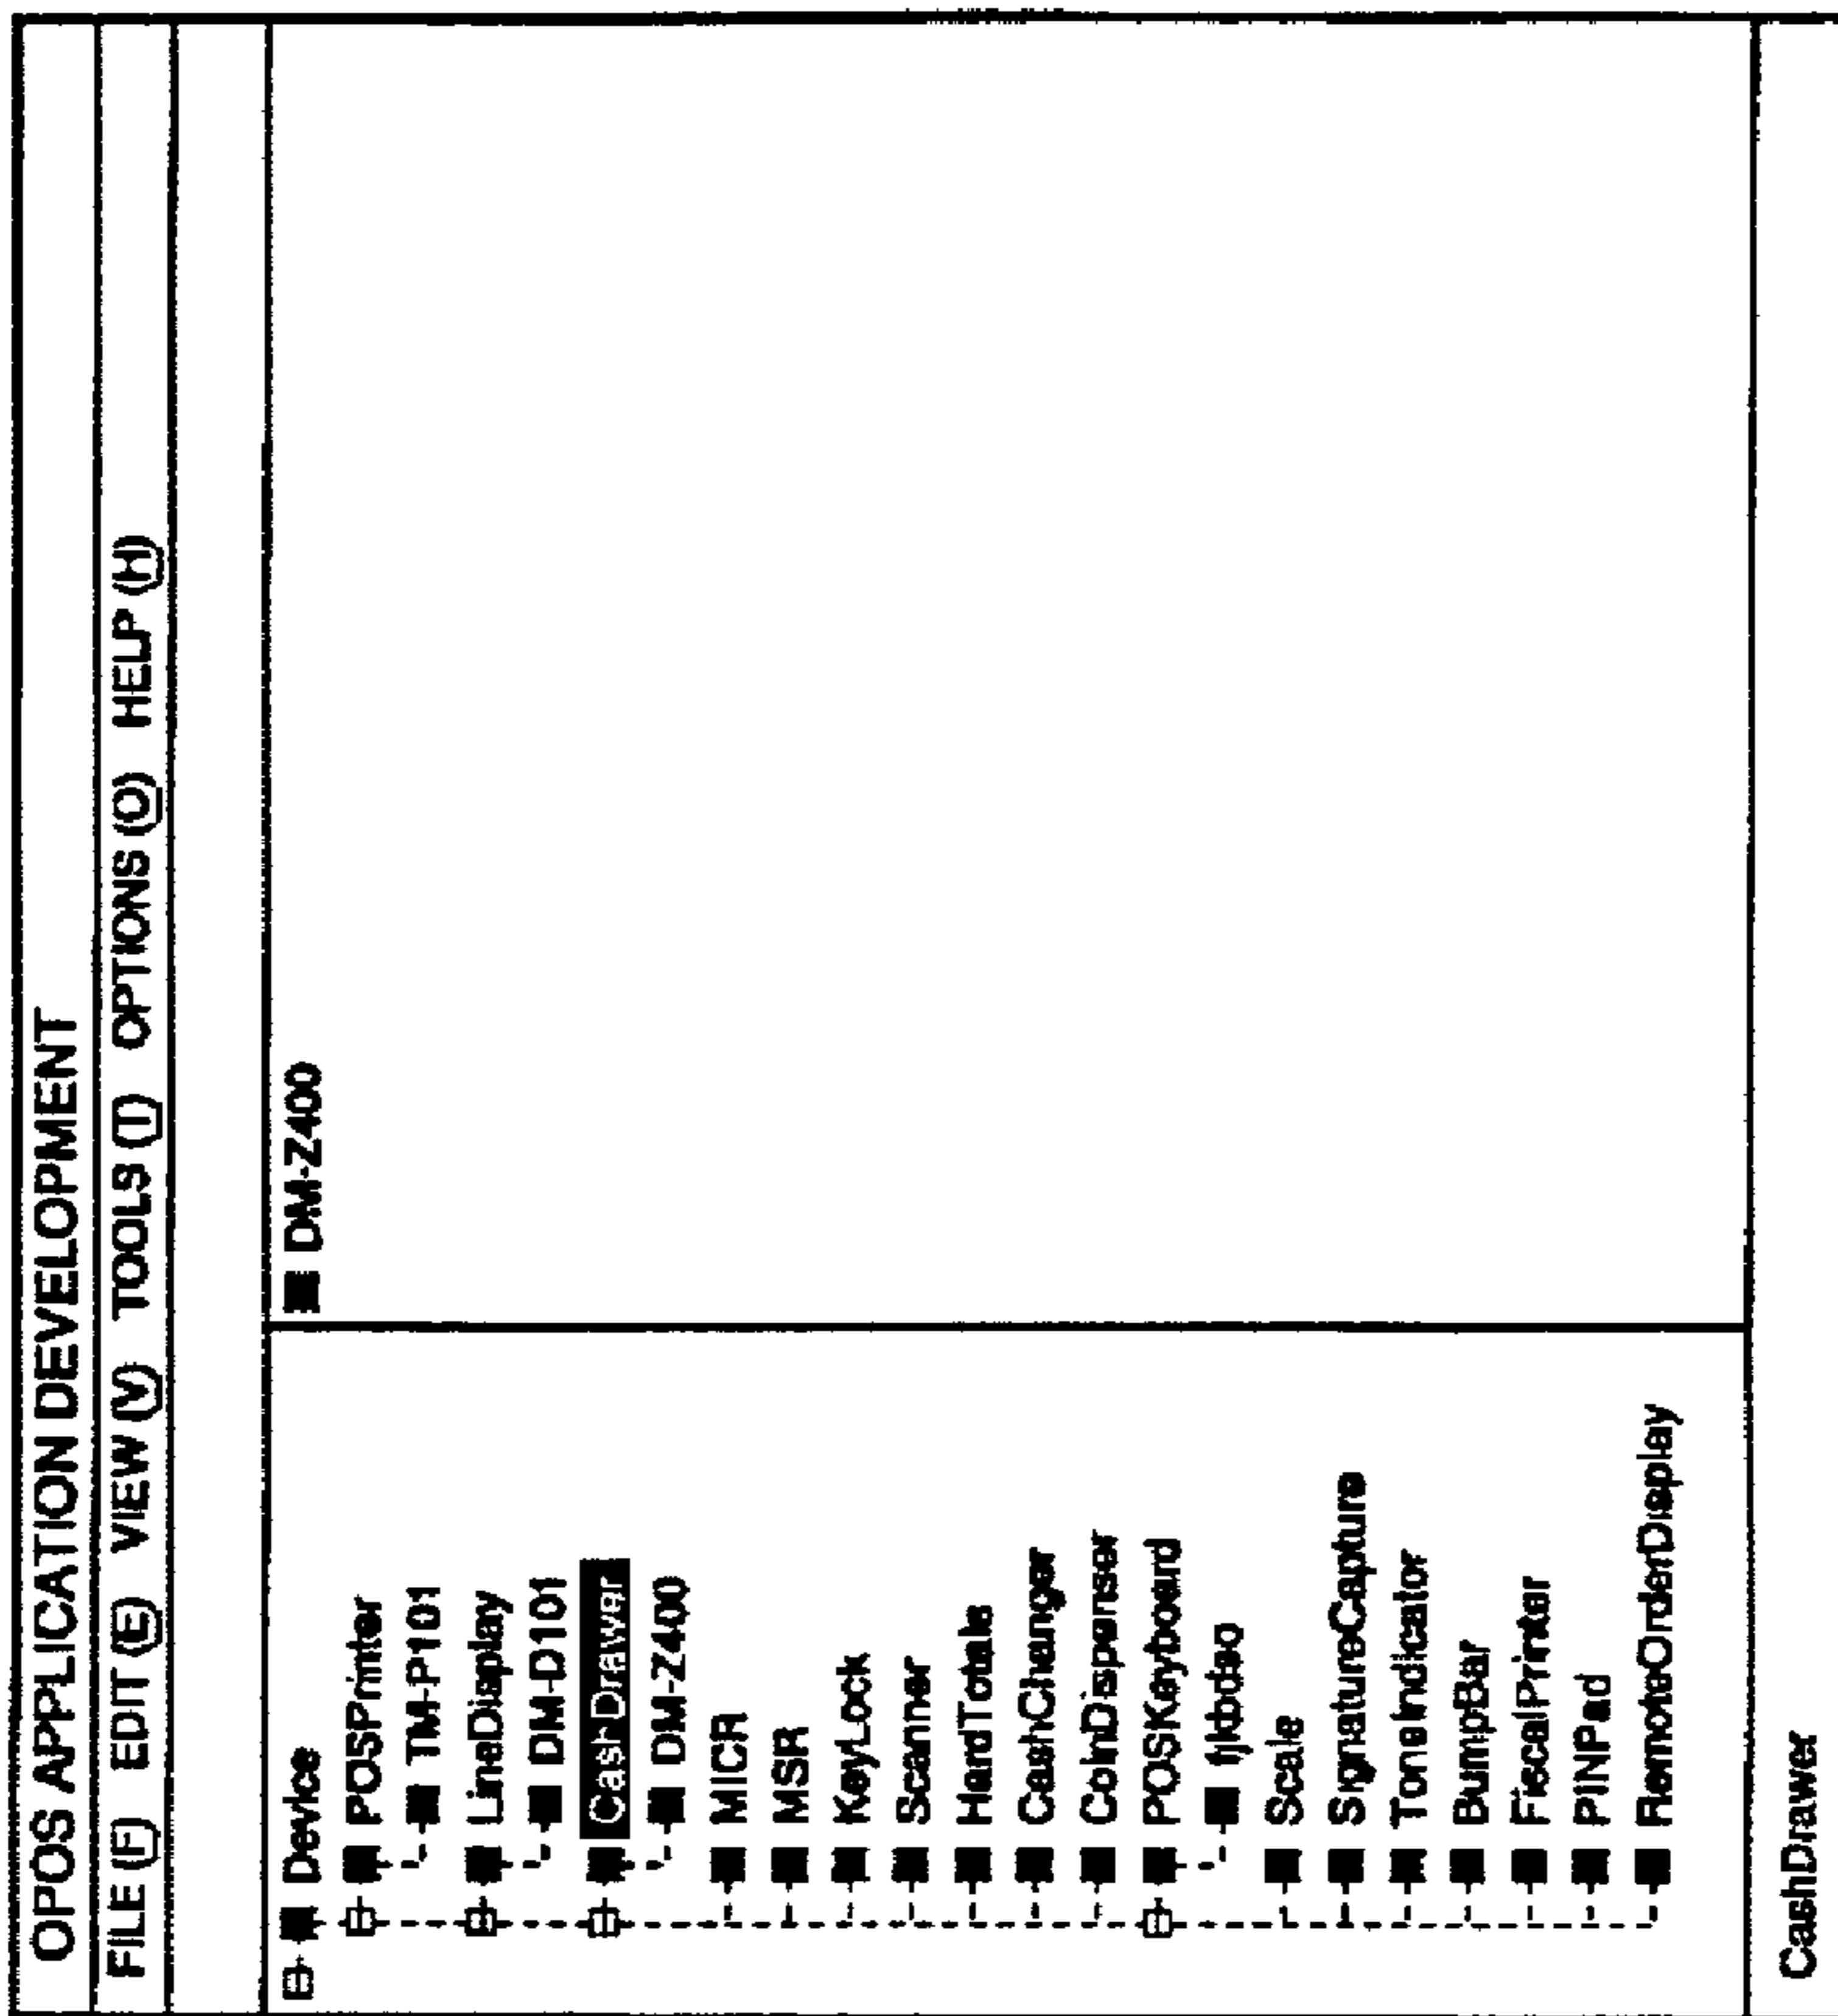 OPOS APPLICATION DEVELOPMENT
FILE (F) EDIT (E) VIEW (V) TOOLS (T) OPTIONS (O) HELP (H)
Device
POSPrinter
TM-P101
LineDisplay
DM-D101
CashDrawer
DM-Z400
MICR
MSR
KeyLock
Scanner
HardTotals
CashChanger
CoinDispenser
POSKeyboard
Scale
SignatureCapture
ToneIndicator
BumpBar
FiscalPrinter
PINPad
RemoteOrderDisplay
DM-Z400
CashDrawer